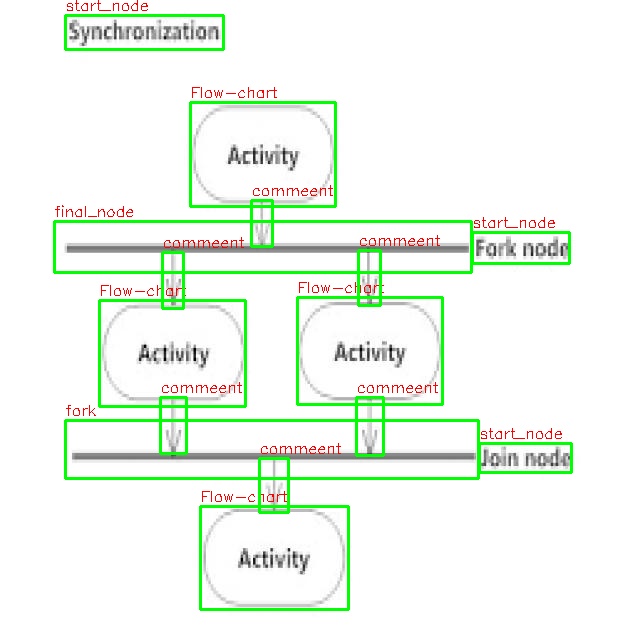 start_node
Synchronization
Flow-chart
Activity
commeent
final_node
start_node
commeent
commeent
Fork node
Flow-chart
Flow-chart
Activity
Activity
commeent
commeent
fork
start_node
commeent
Join node
Flow-chart
Activity